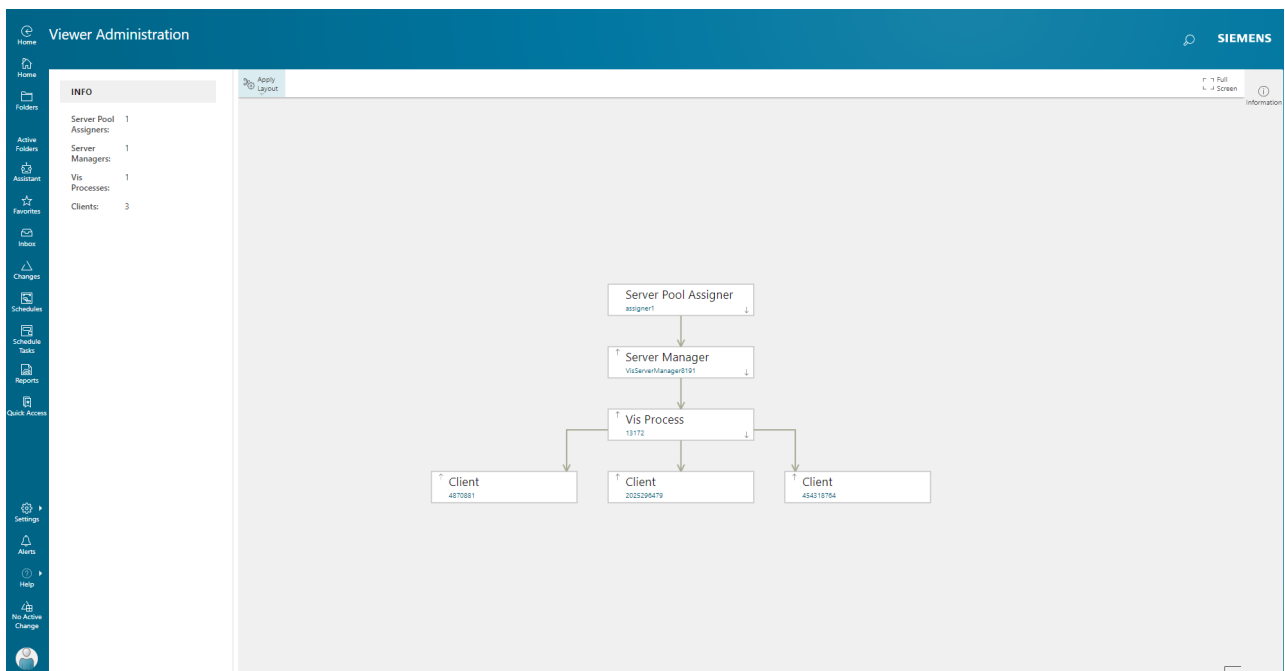 Home
Viewer Administration
SIEMENS
Home
Folders
Active
Folders
Assistant
Favorites
Inbox
Changes
Schedules
Schedule
Tasks
Reports
Quick Access
Settings
Alerts
Help
No Active
Change
INFO
Server Pool 1
Assigners:
Server 1
Managers:
Vis 1
Processes:
Clients: 3
Apply
Layout
Full
Screen
Information
Server Pool Assigner
assigner1
Server Manager
VisServerManager8191
Vis Process
13172
Client
4870881
Client
2025296479
Client
454318764